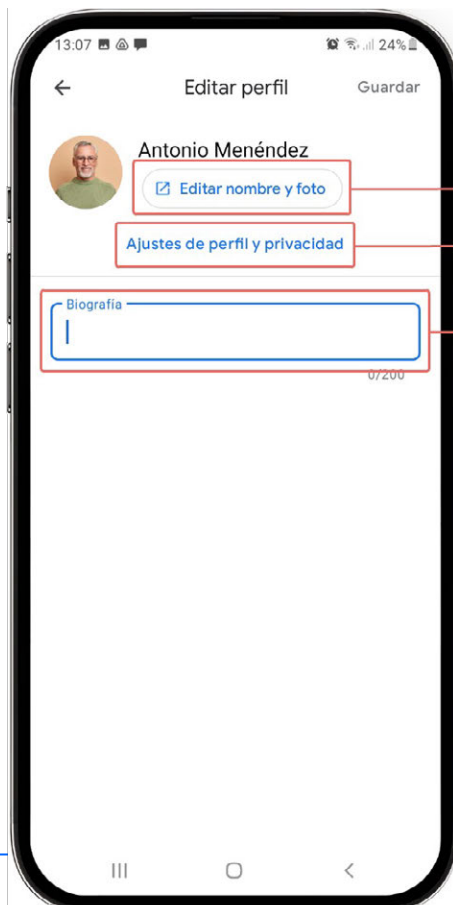 13:07 24%
Editar perfil Guardar
Antonio Menéndez
Editar nombre y foto
Ajustes de perfil y privacidad
Biografía
0/200